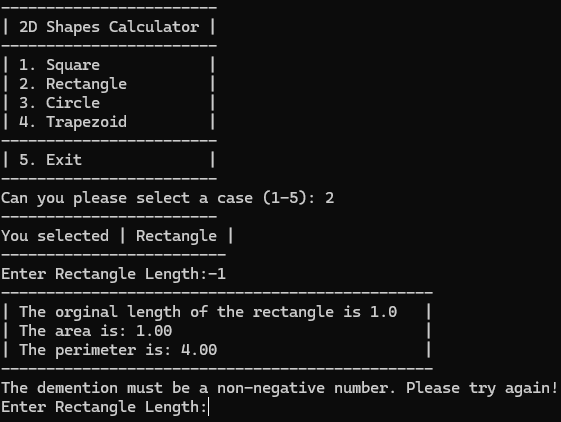 ------------------------
| 2D Shapes Calculator |
------------------------
| 1. Square            |
| 2. Rectangle         |
| 3. Circle            |
| 4. Trapezoid         |
------------------------
| 5. Exit              |
------------------------
Can you please select a case (1-5): 2
------------------------
You selected | Rectangle |
-------------------------
Enter Rectangle Length:-1
------------------------------------------------
| The orginal length of the rectangle is 1.0   |
| The area is: 1.00                            |
| The perimeter is: 4.00                       |
------------------------------------------------
The demention must be a non-negative number. Please try again!
Enter Rectangle Length: